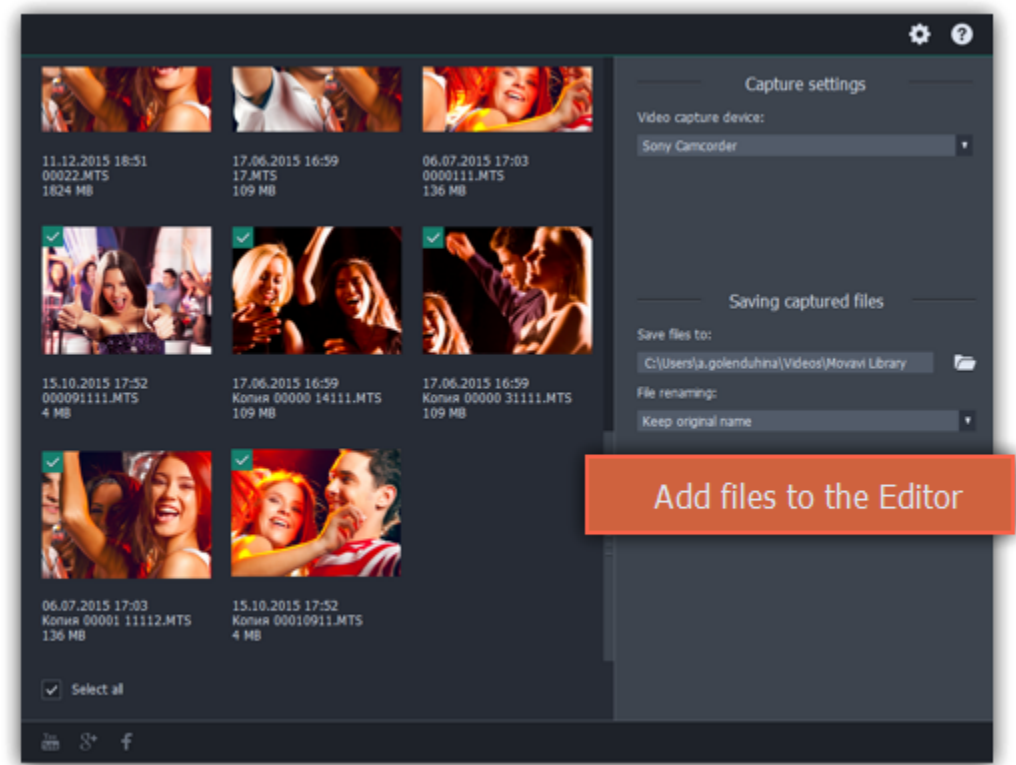 Capture settings
Video capture device:
Sony Camcorder
11.12.2015 18:51
00022.MTS
1824 MB
17.06.2015 16:59
17.MTS
109 MB
06.07.2015 17:03
0000111.MTS
136 MB
15.10.2015 17:52
000091111.MTS
4 MB
17.06.2015 16:59
Копия 00000 14111.MTS
109 MB
17.06.2015 16:59
Копия 00000 31111.MTS
109 MB
06.07.2015 17:03
Копия 00001 11112.MTS
136 MB
15.10.2015 17:52
Копия 00010911.MTS
4 MB
Select all
Saving captured files
Save files to:
C:\Users\a.golenduhina\Videos\Movavi Library
File renaming:
Keep original name
Add files to the Editor
You
Tube
g+
f